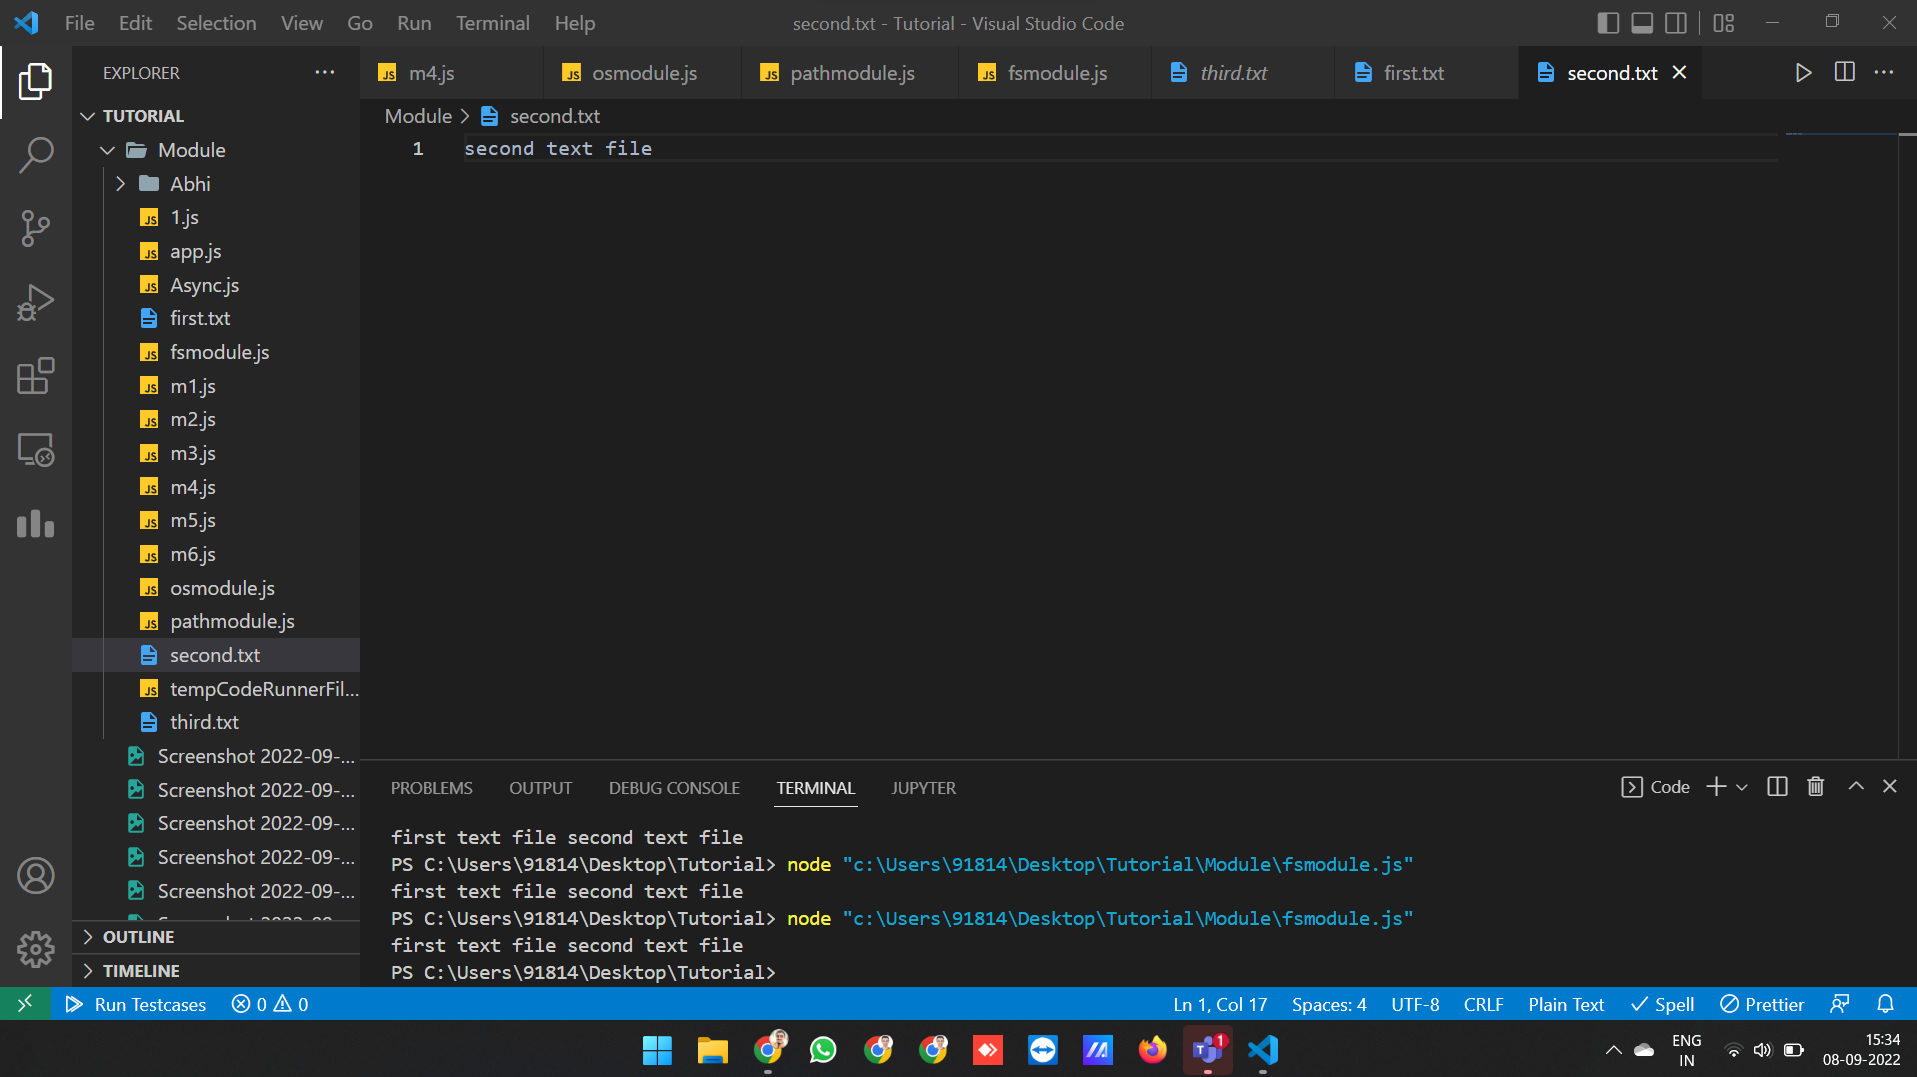 File Edit Selection View Go Run Terminal Help
second.txt - Tutorial - Visual Studio Code
EXPLORER
m4.js osmodule.js pathmodule.js fsmodule.js third.txt first.txt second.txt
TUTORIAL
Module
Abhi
1.js
app.js
Async.js
first.txt
fsmodule.js
m1.js
m2.js
m3.js
m4.js
m5.js
m6.js
osmodule.js
pathmodule.js
second.txt
tempCodeRunnerFil...
third.txt
Screenshot 2022-09-...
Screenshot 2022-09-...
Screenshot 2022-09-...
Screenshot 2022-09-...
Screenshot 2022-09-...
OUTLINE
TIMELINE
Module > second.txt
1 second text file
PROBLEMS OUTPUT DEBUG CONSOLE TERMINAL JUPYTER
Code
first text file second text file
PS C:\Users\91814\Desktop\Tutorial> node "c:\Users\91814\Desktop\Tutorial\Module\fsmodule.js"
first text file second text file
PS C:\Users\91814\Desktop\Tutorial> node "c:\Users\91814\Desktop\Tutorial\Module\fsmodule.js"
first text file second text file
PS C:\Users\91814\Desktop\Tutorial>
Run Testcases 0 0
Ln 1, Col 17 Spaces: 4 UTF-8 CRLF Plain Text Spell Prettier
1
ENG
IN
15:34
08-09-2022